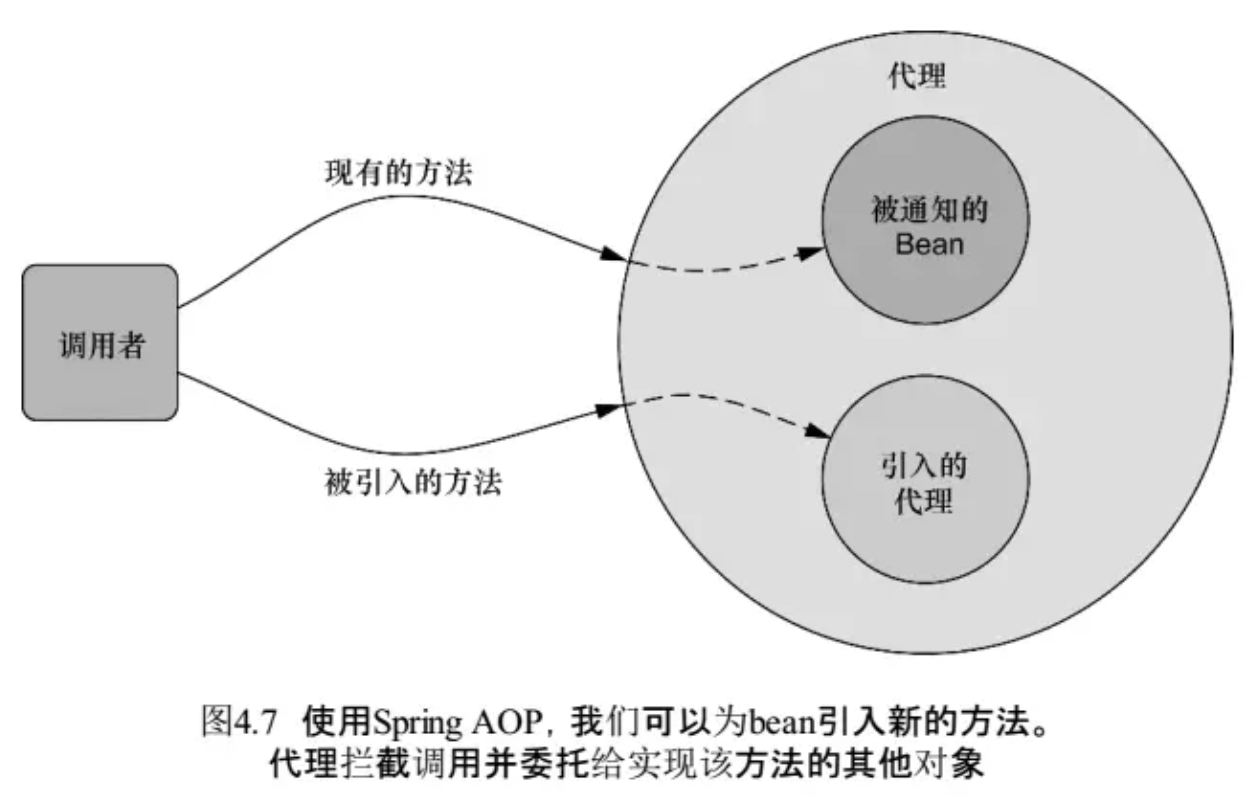 代理
现有的方法
被通知的
Bean
调用者
引入的
代理
被引入的方法
图4.7 使用Spring AOP，我们可以为bean引入新的方法。
代理拦截调用并委托给实现该方法的其他对象